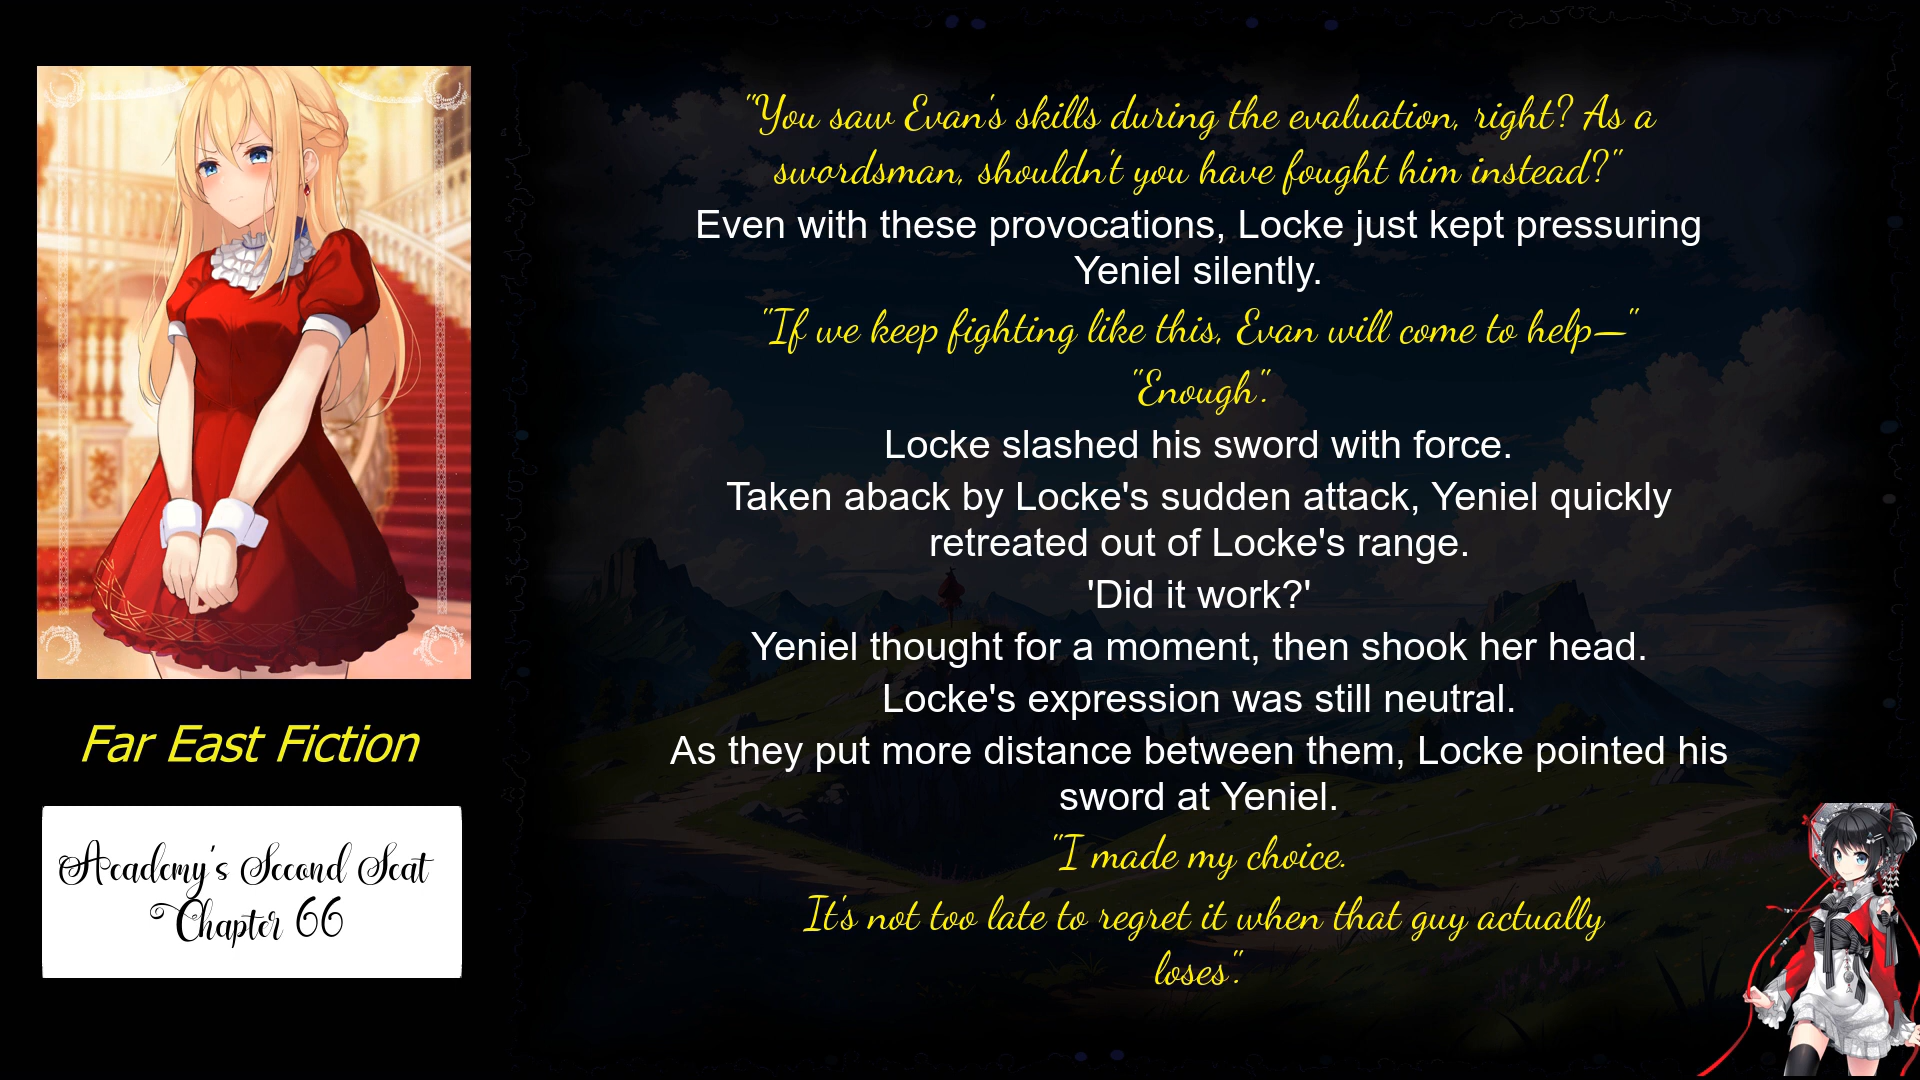 "You saw Evan's skills during the evaluation, right? As a
swordsman, shouldn't you have fought him instead?"
Even with these provocations, Locke just kept pressuring
Yeniel silently.
"If we keep fighting like this, Evan will come to help—"
"Enough".
Locke slashed his sword with force.
Taken aback by Locke's sudden attack, Yeniel quickly
retreated out of Locke's range.
'Did it work?'
Yeniel thought for a moment, then shook her head.
Locke's expression was still neutral.
As they put more distance between them, Locke pointed his
sword at Yeniel.
"I made my choice.
It's not too late to regret it when that guy actually
loses".
Far East Fiction
Academy's Second Seat
Chapter 66